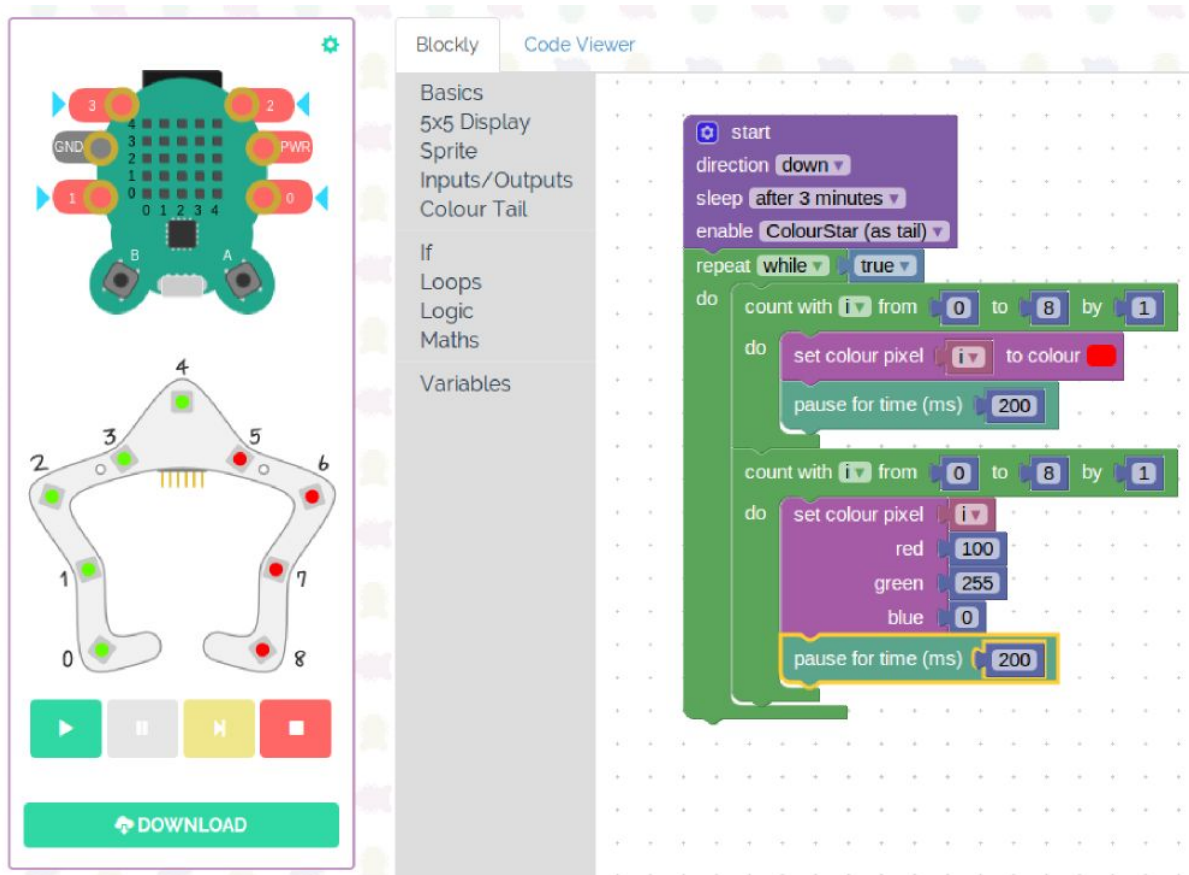 3 2
4
GND 3 PWR
2
1
1 0 0
0 1 2 3 4
B A
4
3 5
2 6
1 7
0 8
DOWNLOAD
Blockly Code Viewer
Basics
5x5 Display
Sprite
Inputs/Outputs
Colour Tail
If
Loops
Logic
Maths
Variables
start
direction down
sleep after 3 minutes
enable ColourStar (as tail)
repeat while true
do count with i from 0 to 8 by 1
do set colour pixel i to colour
pause for time (ms) 200
count with i from 0 to 8 by 1
do set colour pixel i
red 100
green 255
blue 0
pause for time (ms) 200